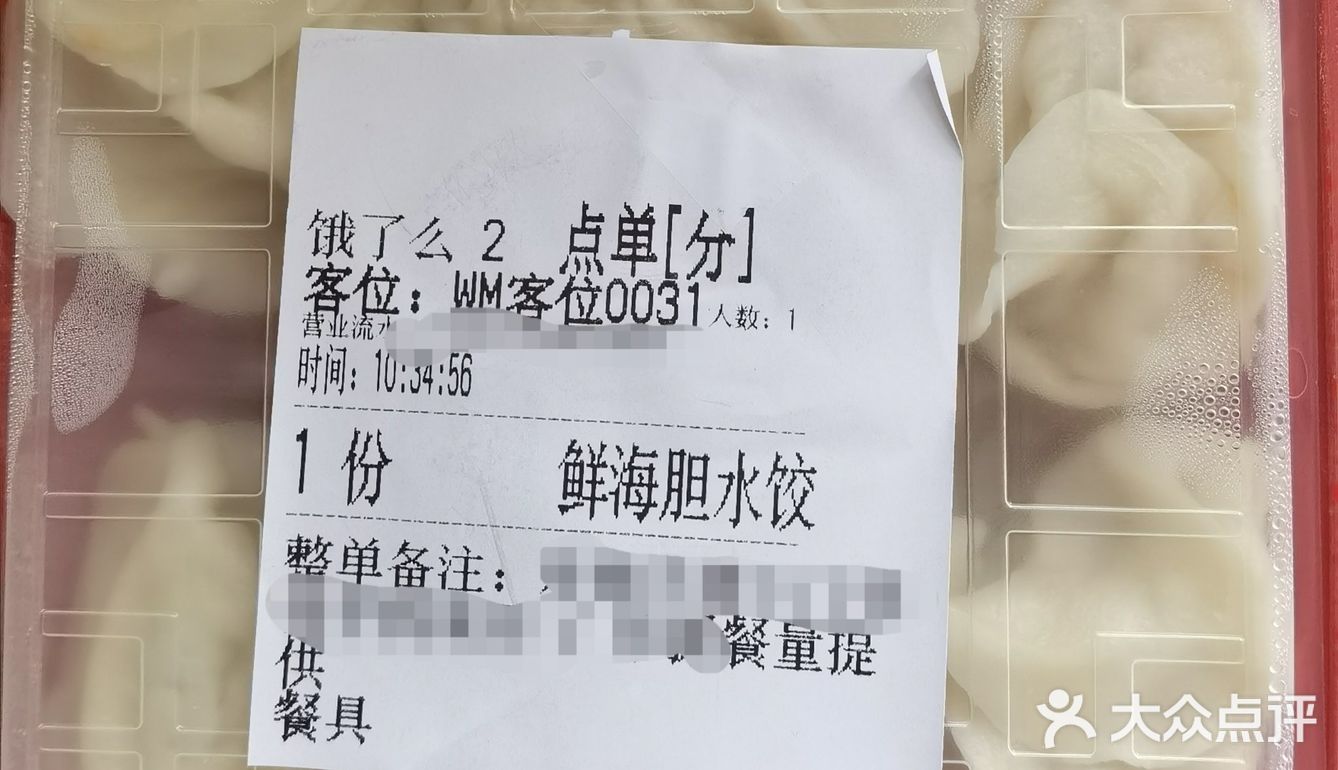 饿了么 2 点单[分]
客位：WM客位0031 人数：1
营业流水
时间：10:34:56
1 份 鲜海胆水饺
整单备注：
餐量提
供
餐具
大众点评